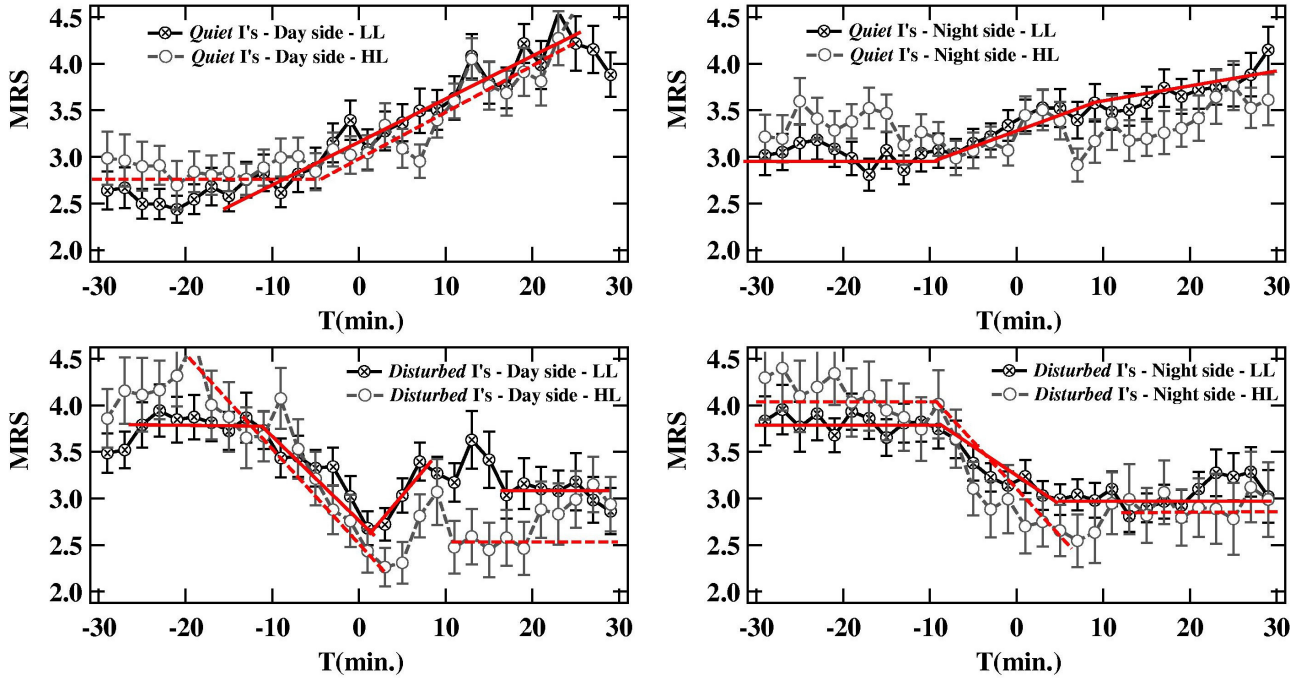 Quiet I's - Day side - LL
Quiet I's - Day side - HL
MRS
4.5
4.0
3.5
3.0
2.5
2.0
-30 -20 -10 0 10 20 30
T(min.)
Quiet I's - Night side - LL
Quiet I's - Night side - HL
MRS
4.5
4.0
3.5
3.0
2.5
2.0
-30 -20 -10 0 10 20 30
T(min.)
Disturbed I's - Day side - LL
Disturbed I's - Day side - HL
MRS
4.5
4.0
3.5
3.0
2.5
2.0
-30 -20 -10 0 10 20 30
T(min.)
Disturbed I's - Night side - LL
Disturbed I's - Night side - HL
MRS
4.5
4.0
3.5
3.0
2.5
2.0
-30 -20 -10 0 10 20 30
T(min.)